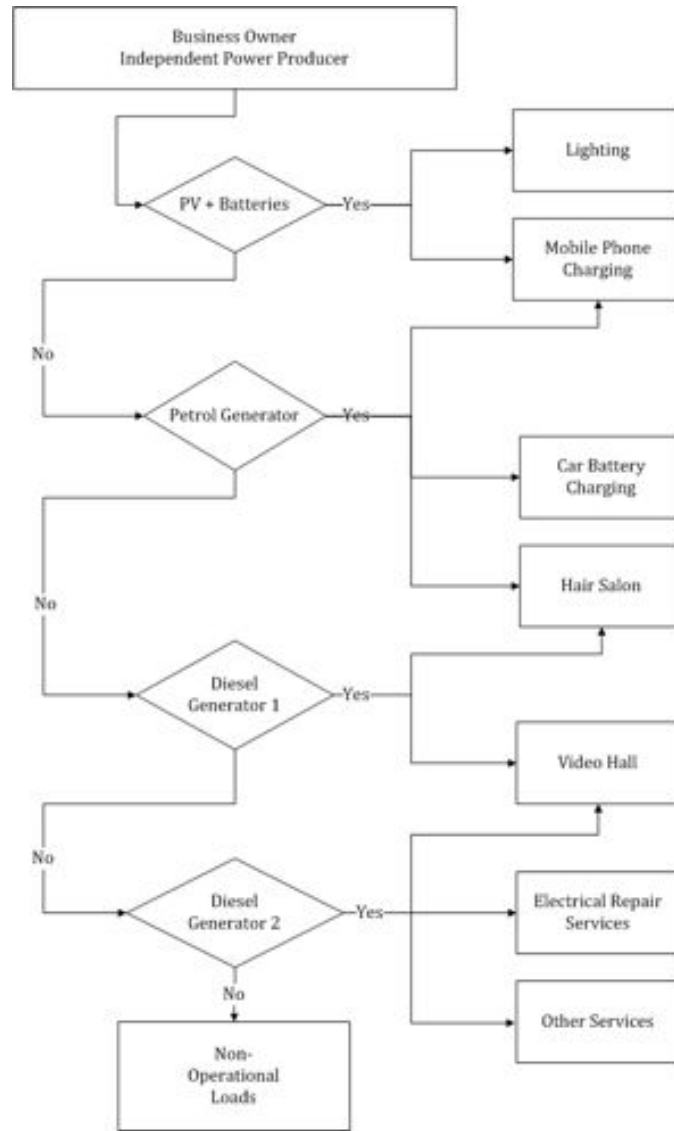 Business Owner
Independent Power Producer
Lighting
PV + Batteries
Yes
Mobile Phone
Charging
No
Petrol Generator
Yes
Car Battery
Charging
Hair Salon
No
Diesel
Generator 1
Yes
Video Hall
No
Diesel
Generator 2
Yes
Electrical Repair
Services
No
Other Services
Non-
Operational
Loads